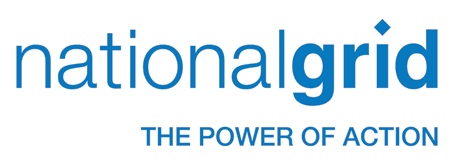 nationalgrid
THE POWER OF ACTION